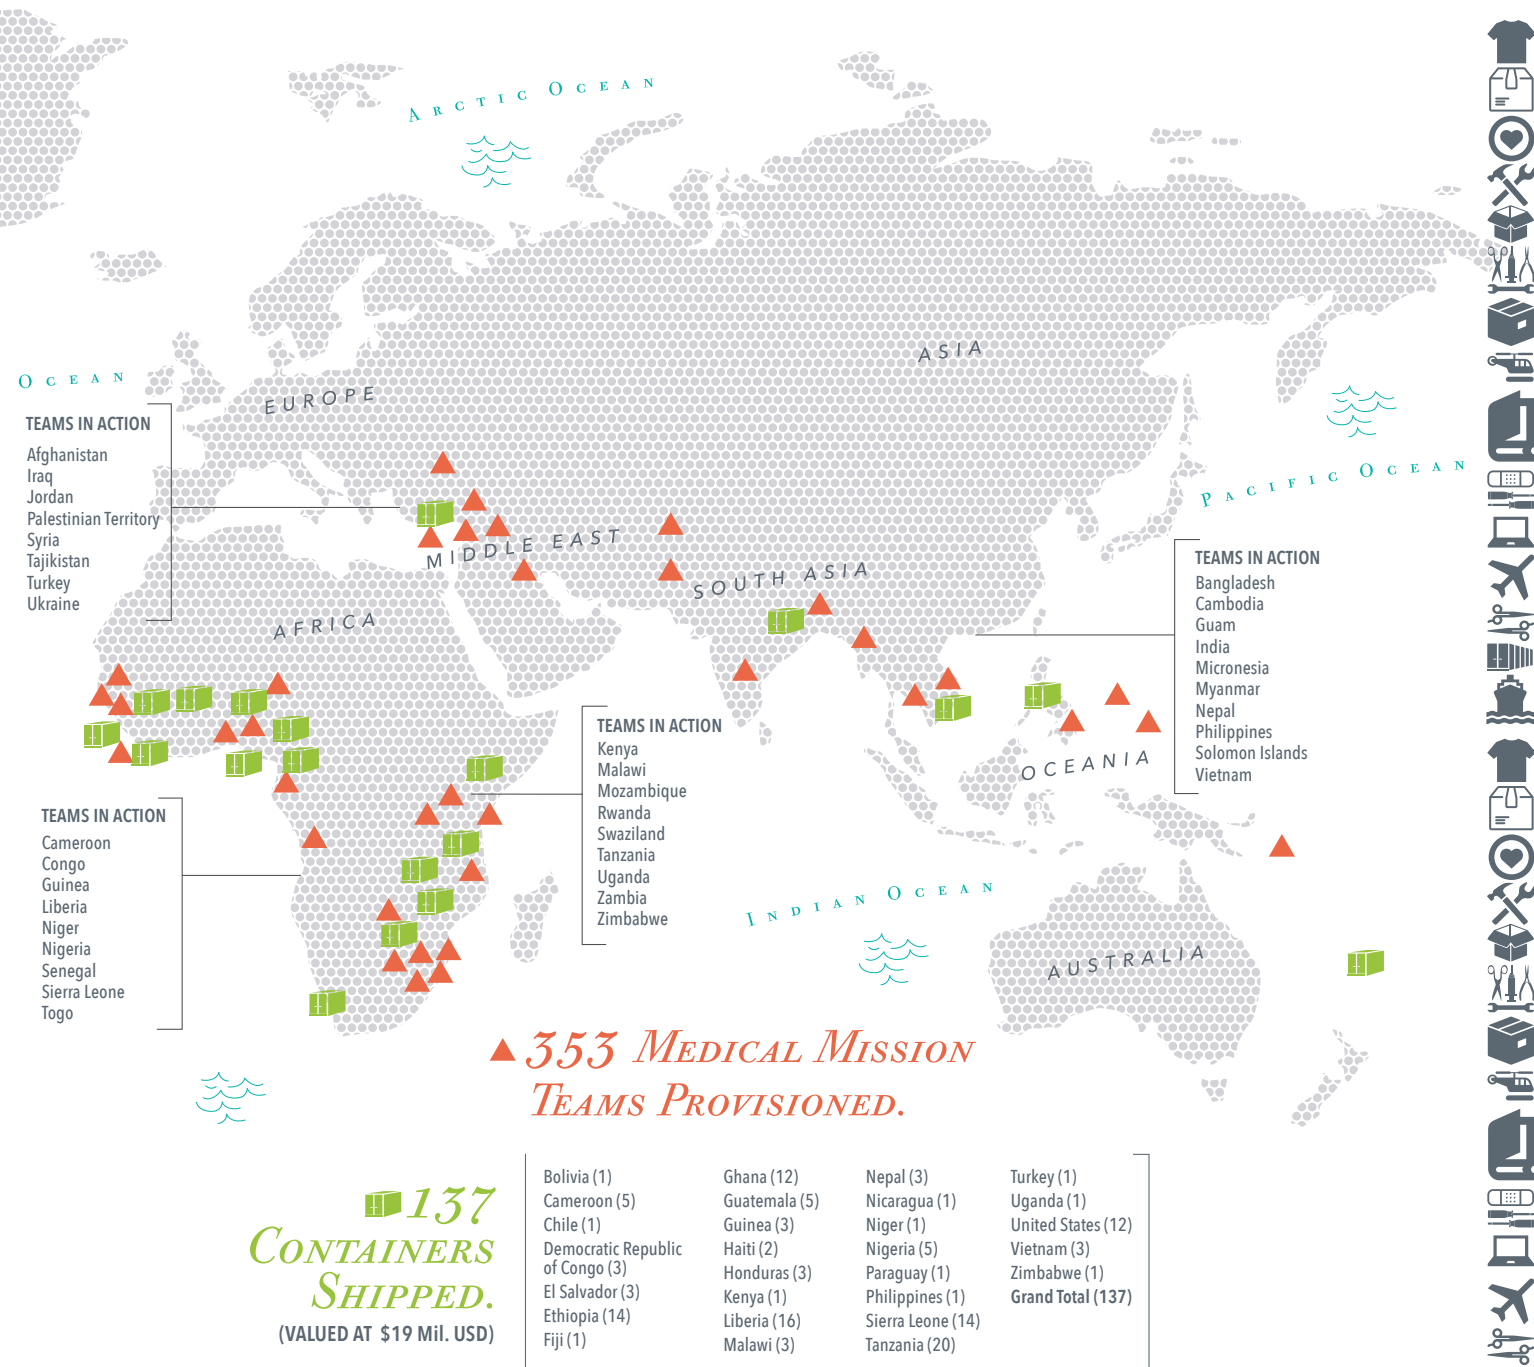 ARCTIC OCEAN
ASIA
OCEAN
EUROPE
TEAMS IN ACTION
Afghanistan
Iraq
Jordan
Palestinian Territory
Syria
Tajikistan
Turkey
Ukraine
PACIFIC OCEAN
MIDDLE EAST
SOUTH ASIA
AFRICA
TEAMS IN ACTION
Bangladesh
Cambodia
Guam
India
Micronesia
Myanmar
Nepal
Philippines
Solomon Islands
Vietnam
TEAMS IN ACTION
Kenya
Malawi
Mozambique
Rwanda
Swaziland
Tanzania
Uganda
Zambia
Zimbabwe
OCEANIA
TEAMS IN ACTION
Cameroon
Congo
Guinea
Liberia
Niger
Nigeria
Senegal
Sierra Leone
Togo
INDIAN OCEAN
AUSTRALIA
353 MEDICAL MISSION
TEAMS PROVISIONED.
137
CONTAINERS
SHIPPED.
(VALUED AT $19 Mil. USD)
Bolivia (1)
Cameroon (5)
Chile (1)
Democratic Republic
of Congo (3)
El Salvador (3)
Ethiopia (14)
Fiji (1)
Ghana (12)
Guatemala (5)
Guinea (3)
Haiti (2)
Honduras (3)
Kenya (1)
Liberia (16)
Malawi (3)
Nepal (3)
Nicaragua (1)
Niger (1)
Nigeria (5)
Paraguay (1)
Philippines (1)
Sierra Leone (14)
Tanzania (20)
Turkey (1)
Uganda (1)
United States (12)
Vietnam (3)
Zimbabwe (1)
Grand Total (137)